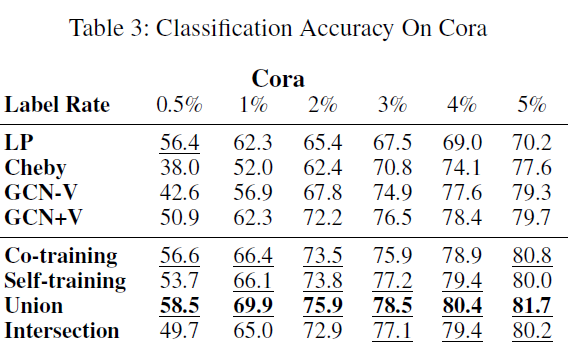 Table 3: Classification Accuracy On Cora
Cora
Label Rate 0.5% 1% 2% 3% 4% 5%
LP 56.4 62.3 65.4 67.5 69.0 70.2
Cheby 38.0 52.0 62.4 70.8 74.1 77.6
GCN-V 42.6 56.9 67.8 74.9 77.6 79.3
GCN+V 50.9 62.3 72.2 76.5 78.4 79.7
Co-training 56.6 66.4 73.5 75.9 78.9 80.8
Self-training 53.7 66.1 73.8 77.2 79.4 80.0
Union 58.5 69.9 75.9 78.5 80.4 81.7
Intersection 49.7 65.0 72.9 77.1 79.4 80.2